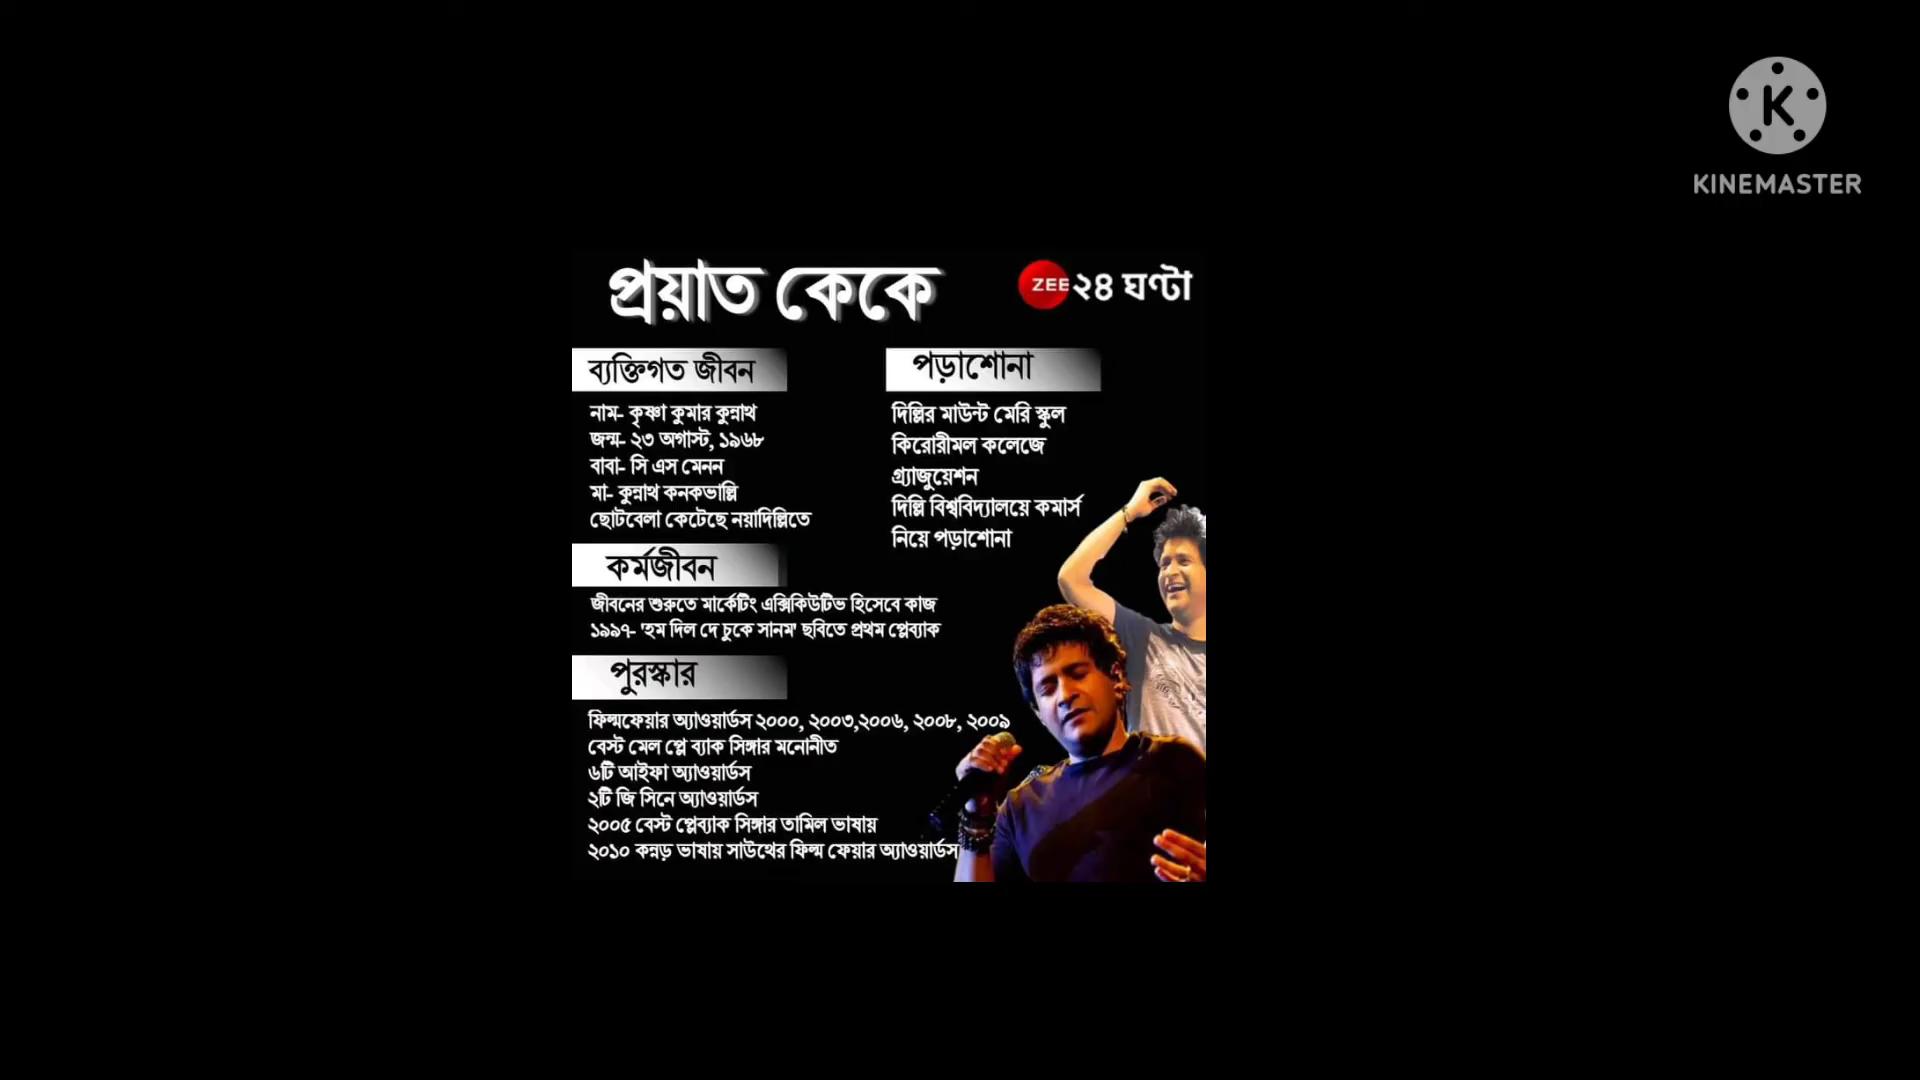 KINEMASTER
প্রয়াত কেকে
ZEE ২৪ ঘণ্টা
ব্যক্তিগত জীবন
নাম- কৃষ্ণা কুমার কুন্নাথ
জন্ম- ২৩ অগাস্ট, ১৯৬৮
বাবা- সি এস মেনন
মা- কুন্নাথ কনকভাল্লি
ছোটবেলা কেটেছে নয়াদিল্লিতে
পড়াশোনা
দিল্লির মাউন্ট মেরি স্কুল
কিরোরীমল কলেজে
গ্র্যাজুয়েশন
দিল্লি বিশ্ববিদ্যালয়ে কমার্স
নিয়ে পড়াশোনা
কর্মজীবন
জীবনের শুরুতে মার্কেটিং এক্সিকিউটিভ হিসেবে কাজ
১৯৯৭- 'হম দিল দে চুকে সানম' ছবিতে প্রথম প্লেব্যাক
পুরস্কার
ফিল্মফেয়ার অ্যাওয়ার্ডস ২০০০, ২০০৩,২০০৬, ২০০৮, ২০০৯
বেস্ট মেল প্লে ব্যাক সিঙ্গার মনোনীত
৬টি আইফা অ্যাওয়ার্ডস
২টি জি সিনে অ্যাওয়ার্ডস
২০০৫ বেস্ট প্লেব্যাক সিঙ্গার তামিল ভাষায়
২০১০ কন্নড় ভাষায় সাউথের ফিল্ম ফেয়ার অ্যাওয়ার্ডস